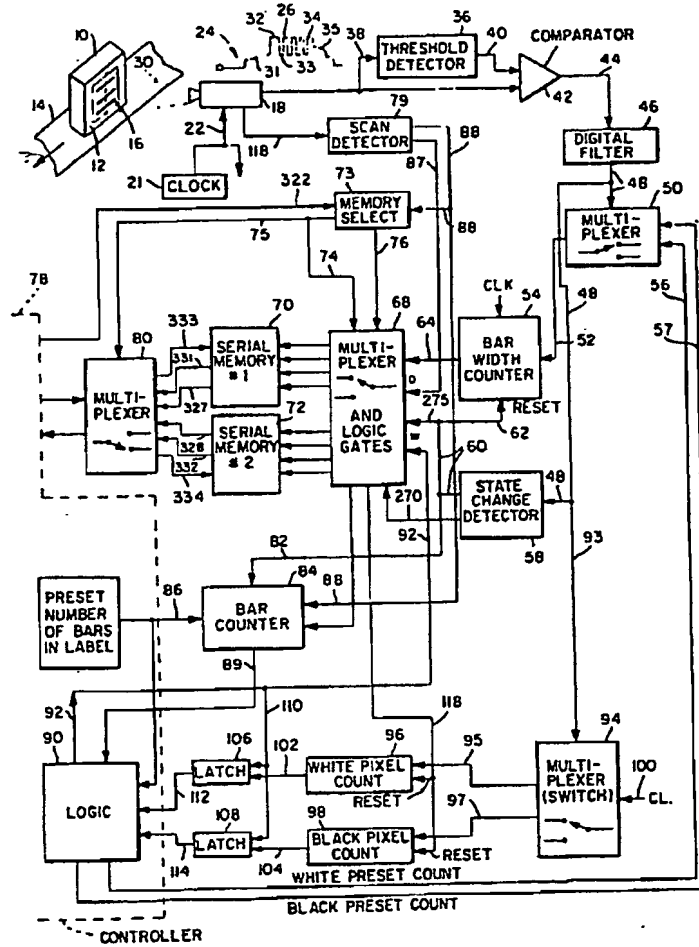 10
32
26
34
24
35
31
33
36
THRESHOLD
DETECTOR
38
40
COMPARATOR
44
42
30
14
18
22
12
16
21
CLOCK
118
79
SCAN
DETECTOR
88
87
46
DIGITAL
FILTER
48
50
MULTI-
PLEXER
322
73
MEMORY
SELECT
88
75
76
74
78
56
57
48
52
CLK
54
BAR
WIDTH
COUNTER
RESET
64
68
MULTI-
PLEXER
AND
LOGIC
GATES
D
275
62
60
70
SERIAL
MEMORY
#1
333
331
327
80
MULTI-
PLEXER
72
SERIAL
MEMORY
#2
328
332
334
270
92
STATE
CHANGE
DETECTOR
48
58
93
82
84
BAR
COUNTER
86
88
89
PRESET
NUMBER
OF BARS
IN LABEL
92
90
LOGIC
110
118
106
LATCH
102
112
96
WHITE PIXEL
COUNT
RESET
95
94
MULTI-
PLEXER
(SWITCH)
100
CL.
97
108
LATCH
114
104
98
BLACK PIXEL
COUNT
RESET
WHITE PRESET COUNT
BLACK PRESET COUNT
CONTROLLER